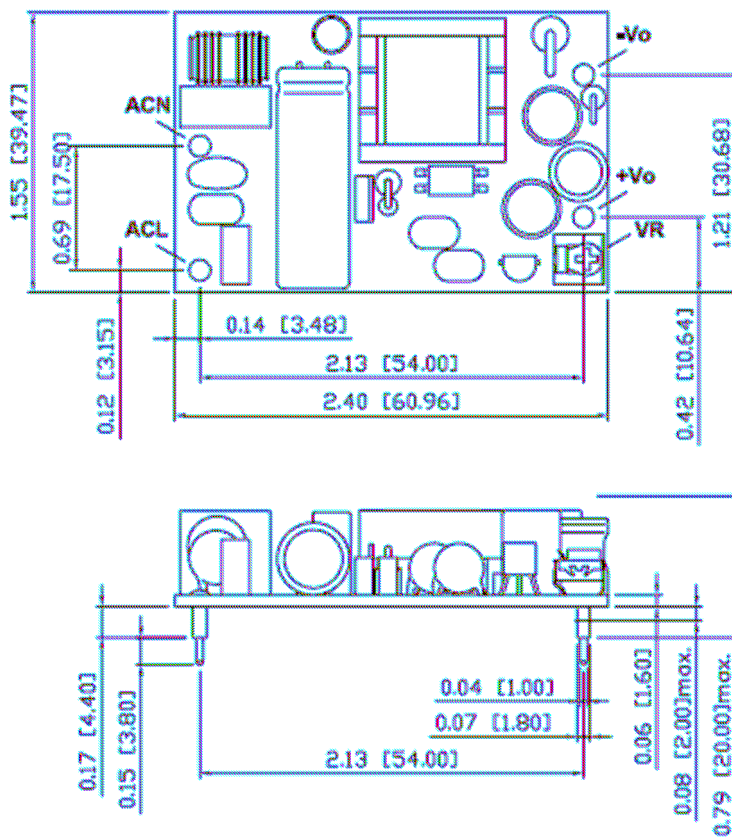 -Vo
ACN
1.55 [39.47]
0.69 [17.50]
+Vo
1.21 [30.68]
ACL
VR
0.14 [3.48]
0.12 [3.15]
2.13 [54.00]
0.42 [10.64]
2.40 [60.96]
0.04 [1.00]
0.17 [4.40]
0.15 [3.80]
0.07 [1.80]
0.06 [1.60]
0.08 [2.00]max.
0.79 [20.00]max.
2.13 [54.00]